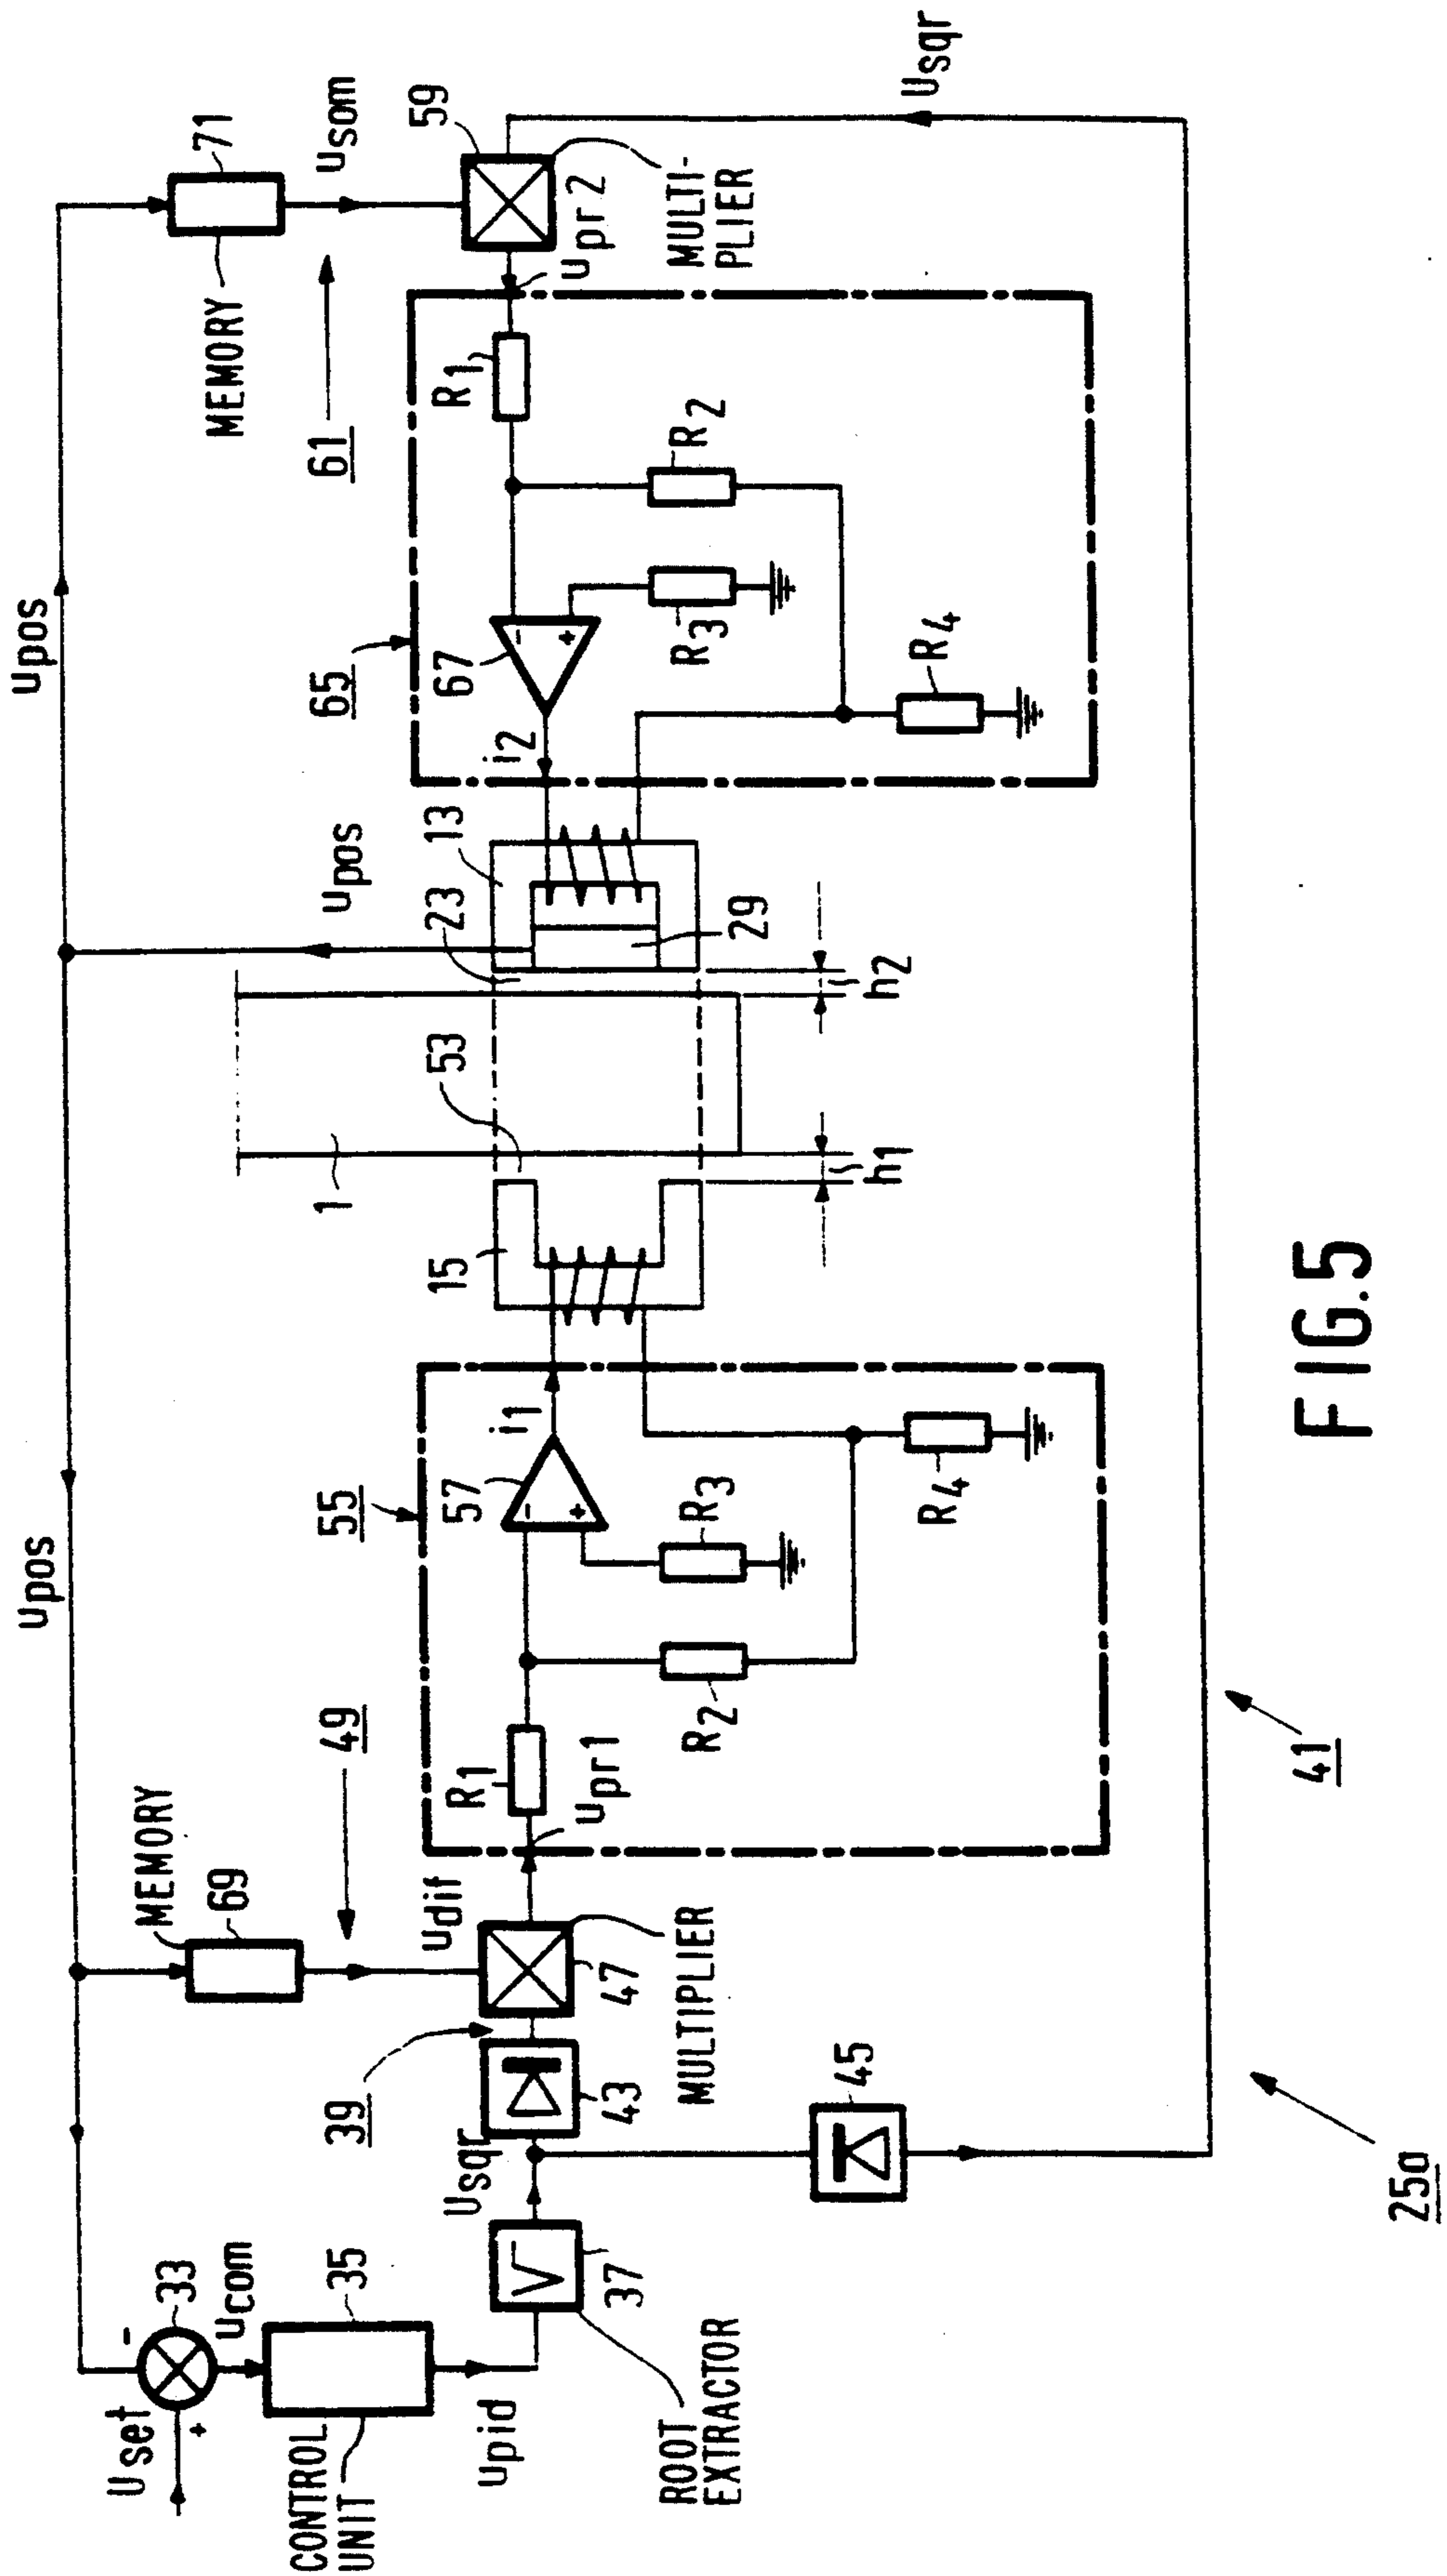 upos
upos
71
MEMORY
usom
61
59
MULTI-
PLIER
upr2
Usqr
MEMORY
69
49
udif
47
MULTIPLIER
39
43
Usqr
45
Uset
+
-
33
ucom
35
CONTROL
UNIT
upid
37
ROOT
EXTRACTOR
55
upr1
R1
R2
R3
R4
57
-
+
i1
15
1
53
h1
upos
23
13
29
h2
65
67
-
+
i2
R1
R2
R3
R4
41
25a
FIG.5